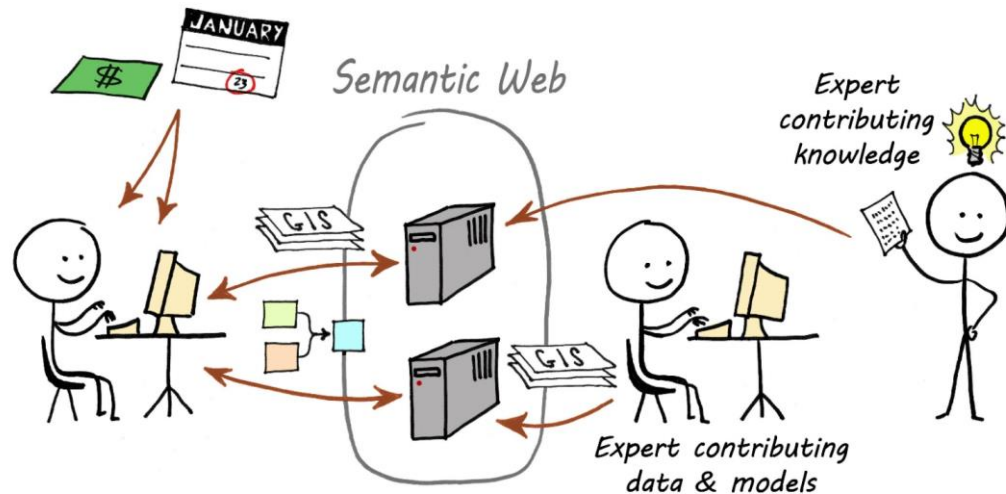 JANUARY
23
$
Semantic Web
Expert
contributing
knowledge
GIS
GIS
Expert contributing
data & models